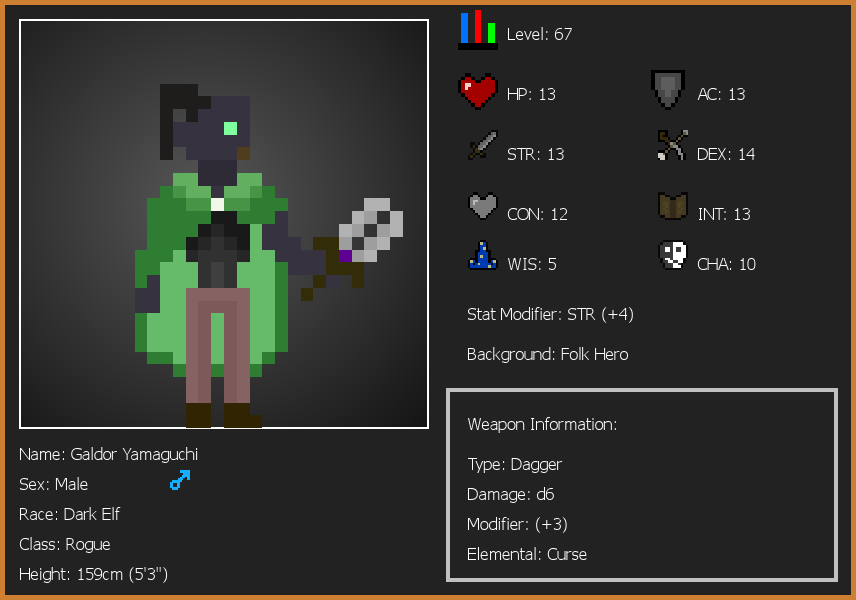 Level: 67
HP: 13
AC: 13
STR: 13
DEX: 14
CON: 12
INT: 13
WIS: 5
CHA: 10
Stat Modifier: STR (+4)
Background: Folk Hero
Weapon Information:
Type: Dagger
Damage: d6
Modifier: (+3)
Elemental: Curse
Name: Galdor Yamaguchi
Sex: Male
Race: Dark Elf
Class: Rogue
Height: 159cm (5'3")